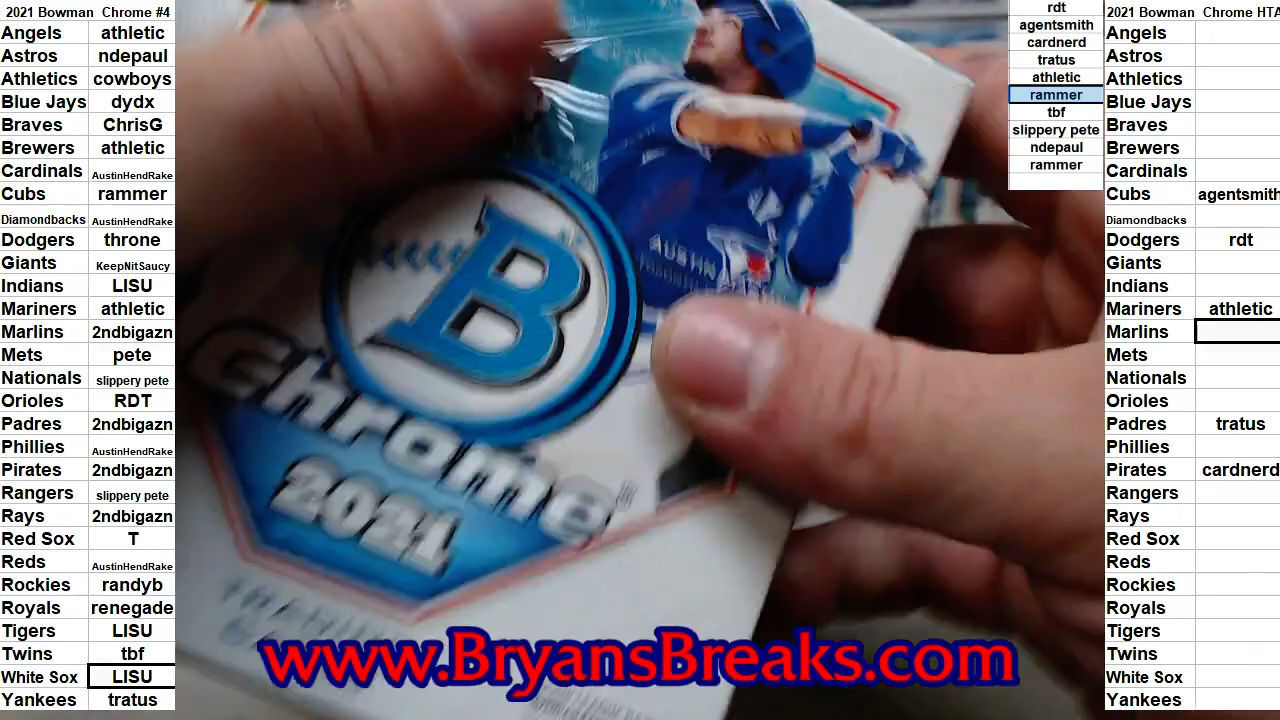 2021 Bowman Chrome #4
Angels athletic
Astros ndepaul
Athletics cowboys
Blue Jays dydx
Braves ChrisG
Brewers athletic
Cardinals AustinHendRake
Cubs rammer
Diamondbacks AustinHendRake
Dodgers throne
Giants KeepNitSaucy
Indians LISU
Mariners athletic
Marlins 2ndbigazn
Mets pete
Nationals slippery pete
Orioles RDT
Padres 2ndbigazn
Phillies AustinHendRake
Pirates 2ndbigazn
Rangers slippery pete
Rays 2ndbigazn
Red Sox T
Reds AustinHendRake
Rockies randyb
Royals renegade
Tigers LISU
Twins tbf
White Sox LISU
Yankees tratus
B
Chrome
2021
AUSTIN
www.BryansBreaks.com
rdt
agentsmith
cardnerd
tratus
athletic
rammer
tbf
slippery pete
ndepaul
rammer
2021 Bowman Chrome HTA
Angels
Astros
Athletics
Blue Jays
Braves
Brewers
Cardinals
Cubs agentsmith
Diamondbacks
Dodgers rdt
Giants
Indians
Mariners athletic
Marlins
Mets
Nationals
Orioles
Padres tratus
Phillies
Pirates cardnerd
Rangers
Rays
Red Sox
Reds
Rockies
Royals
Tigers
Twins
White Sox
Yankees